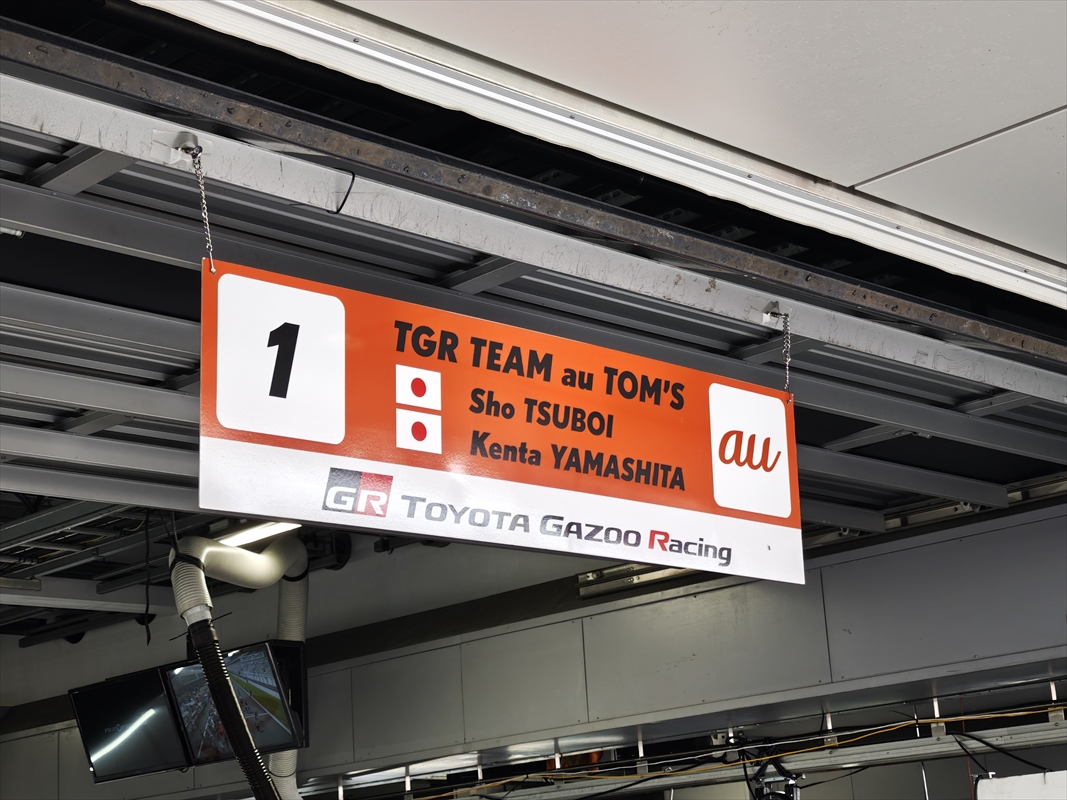 1
TGR TEAM au TOM'S
Sho TSUBOI
Kenta YAMASHITA
au
GR TOYOTA GAZOO Racing